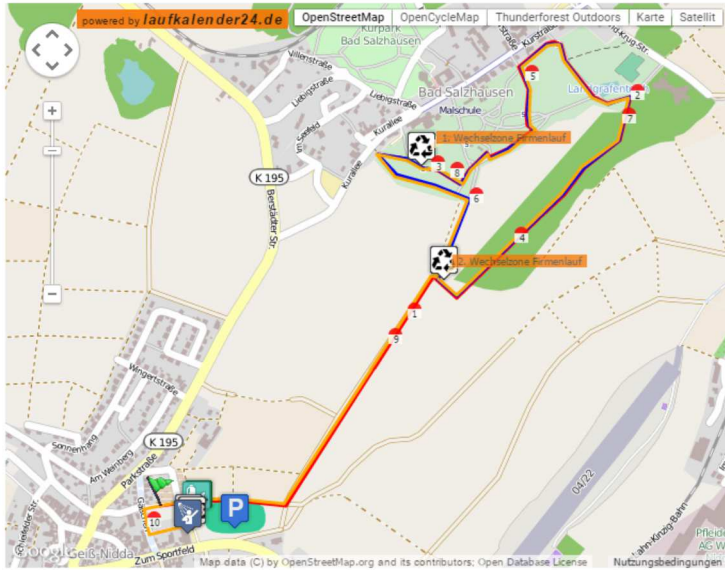 powered by laufkalender24.de
OpenStreetMap
OpenCycleMap
Thunderforest Outdoors
Karte
Satellit
Kurpark
Bad Salzhausen
Kurstraße
Villenstraße
Liebigstraße
Liebigstraße
Bad Salzhausen
5
2
Malschule
7
Kurallee
1. Wechselzone Firmenlauf
3
8
K 195
Kurallee
6
Berstädter Str.
4
2. Wechselzone Firmenlauf
1
9
Wingertstraße
K 195
Sonnenhang
Am Weinberg
Parkstraße
04/22
P
10
Google
Geiß-Nidda
Zum Sportfeld
Map data (C) by OpenStreetMap.org and its contributors; Open Database License
Nutzungsbedingungen